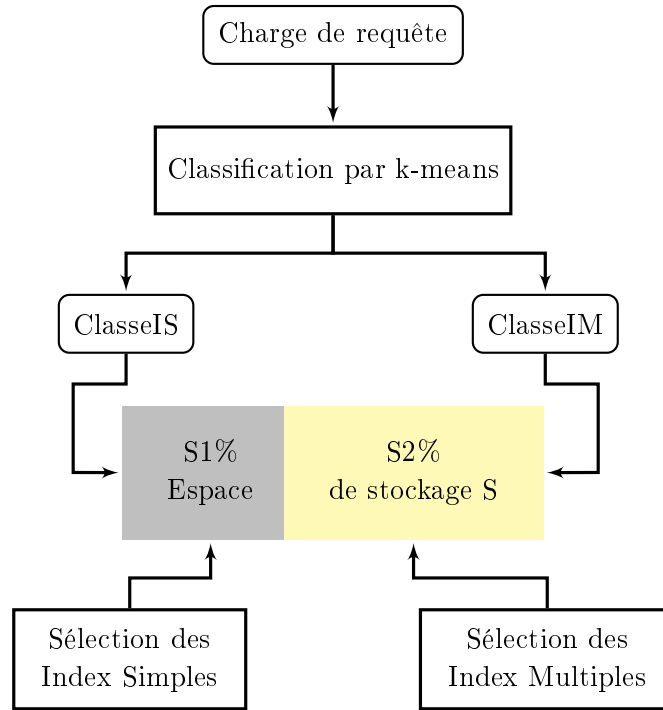 Charge de requête
Classification par k-means
ClasseIS
ClasseIM
S1%
Espace
S2%
de stockage S
Sélection des
Index Simples
Sélection des
Index Multiples